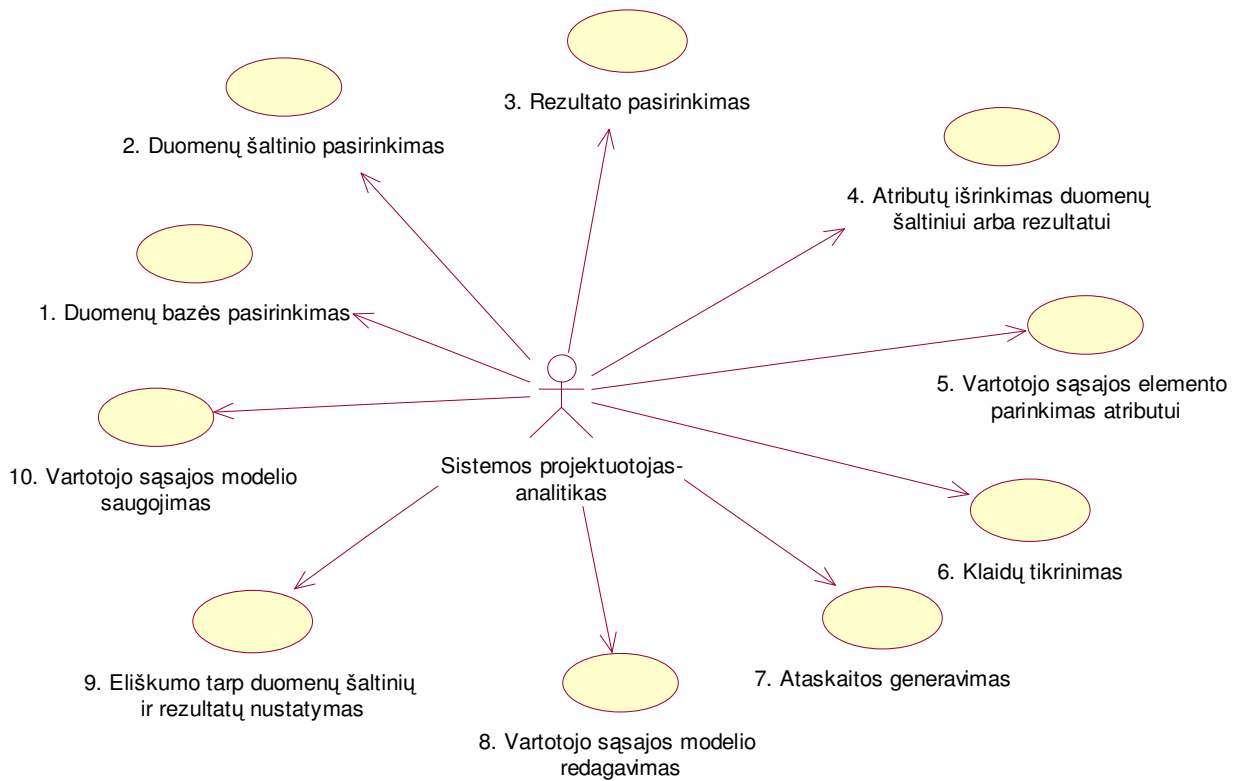 3. Rezultato pasirinkimas
2. Duomenų šaltinio pasirinkimas
4. Atributų išrinkimas duomenų
šaltiniui arba rezultatui
1. Duomenų bazės pasirinkimas
5. Vartotojo sąsajos elemento
parinkimas atributui
Sistemos projektuotojas-
analitikas
10. Vartotojo sąsajos modelio
saugojimas
6. Klaidų tikrinimas
7. Ataskaitos generavimas
9. Eliškumo tarp duomenų šaltinių
ir rezultatų nustatymas
8. Vartotojo sąsajos modelio
redagavimas